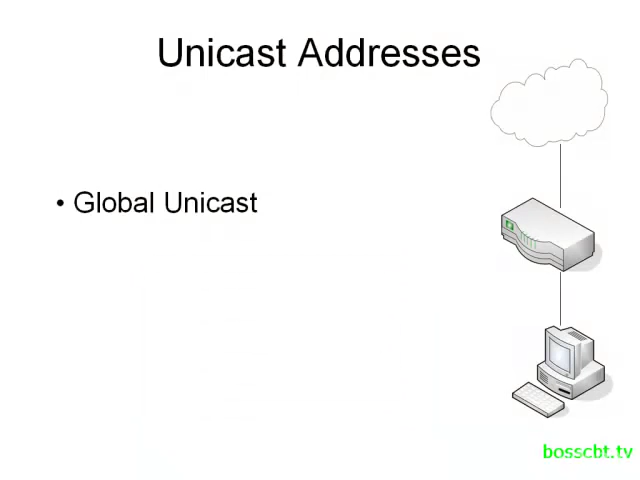 Unicast Addresses
• Global Unicast
bosscbt.tv